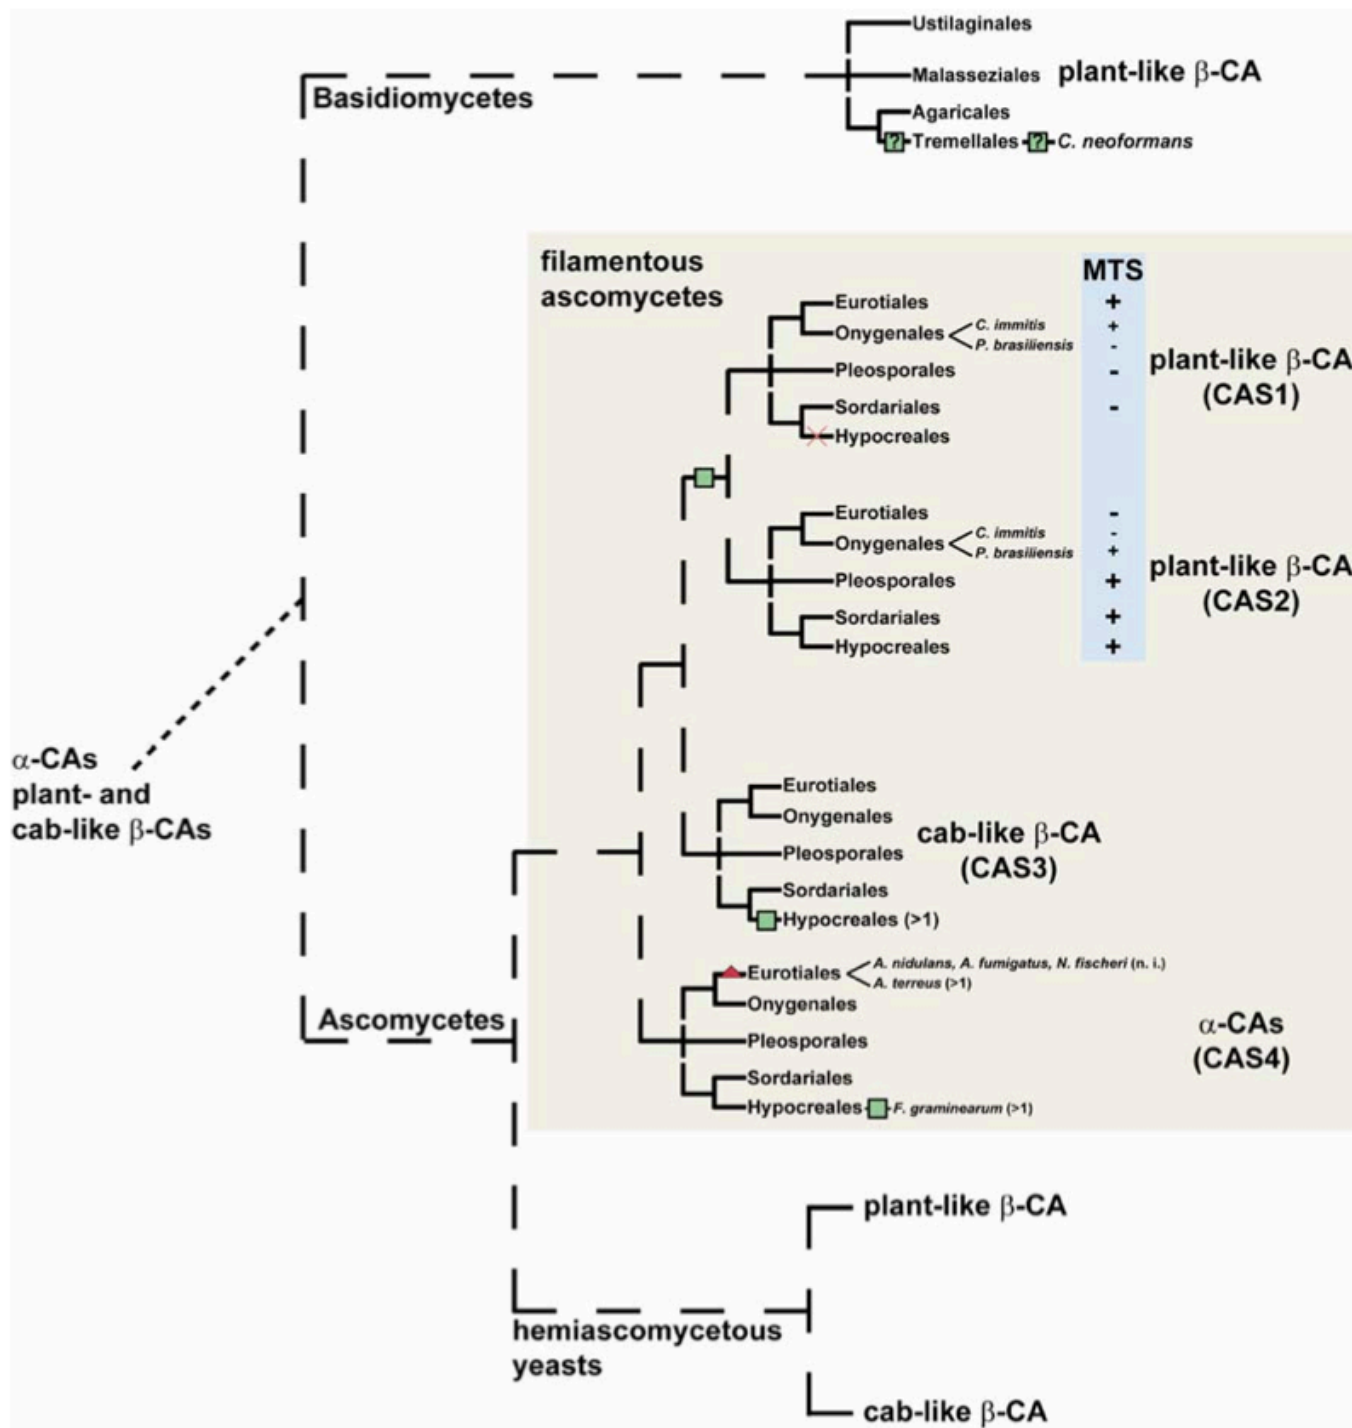 Ustilaginales
Malasseziales plant-like β-CA
Basidiomycetes
Agaricales
? Tremellales ? C. neoformans
filamentous
ascomycetes
MTS
Eurotiales +
Onygenales
C. immitis +
P. brasiliensis -
Pleosporales -
plant-like β-CA
(CAS1)
Sordariales -
Hypocreales
Eurotiales -
Onygenales
C. immitis -
P. brasiliensis +
Pleosporales +
plant-like β-CA
(CAS2)
Sordariales +
Hypocreales +
α-CAs
plant- and
cab-like β-CAs
Eurotiales
Onygenales
Pleosporales
cab-like β-CA
(CAS3)
Sordariales
Hypocreales (>1)
Eurotiales
A. nidulans, A. fumigatus, N. fischeri (n. i.)
A. terreus (>1)
Onygenales
Ascomycetes
Pleosporales
α-CAs
(CAS4)
Sordariales
Hypocreales F. graminearum (>1)
plant-like β-CA
hemiascomycetous
yeasts
cab-like β-CA